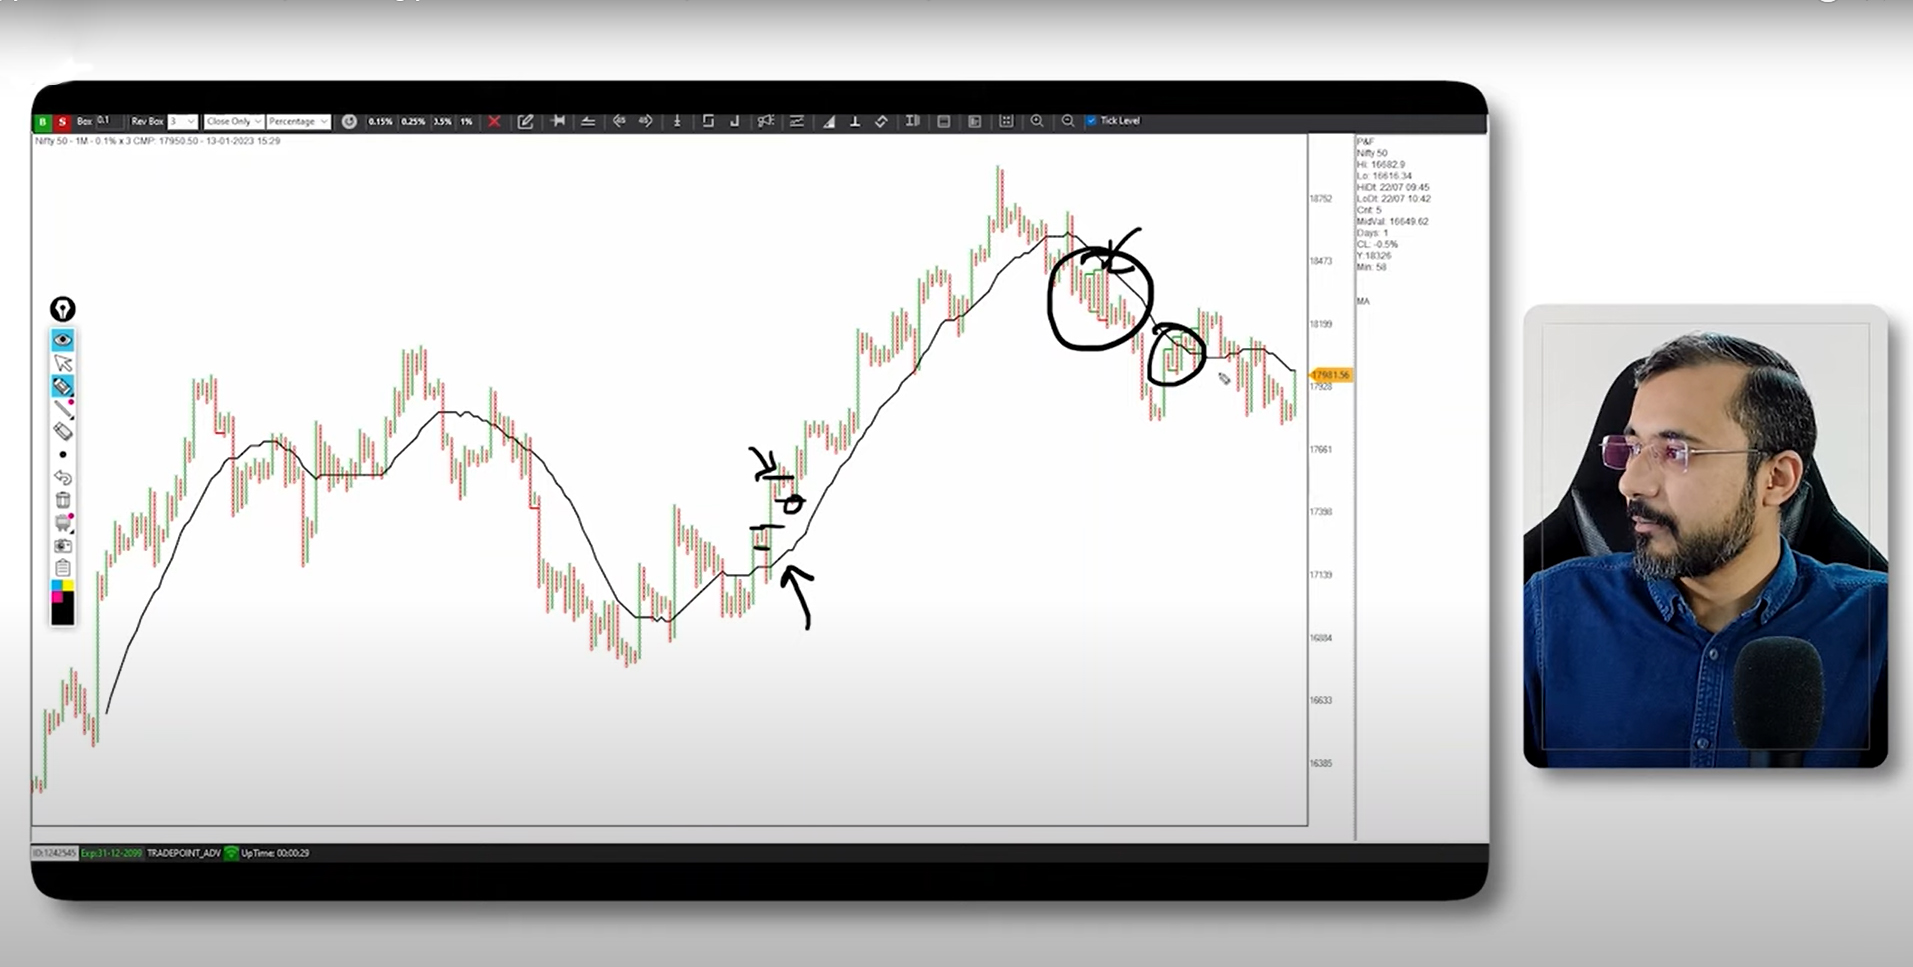 B S Box 0.1 Rev Box 3 Close Only Percentage 0.15% 0.25% 3.5% 1% Tick Level
Nifty 50 - 1M - 0.1% x 3 CMP: 17950.50 - 13-01-2023 15:29
P&F
Nifty 50
Hi: 16682.9
Lo: 16616.34
HiDt: 22/07 09:45
LoDt: 22/07 10:42
Cnt: 5
MidVal: 16649.62
Days: 1
CL: -0.5%
Y:18326
Min: 58
MA
18752
18473
18199
17981.56
17928
17661
17398
17139
16884
16633
16385
ID:1242545 Exp:31-12-2099 TRADEPOINT_ADV UpTime: 00:00:29